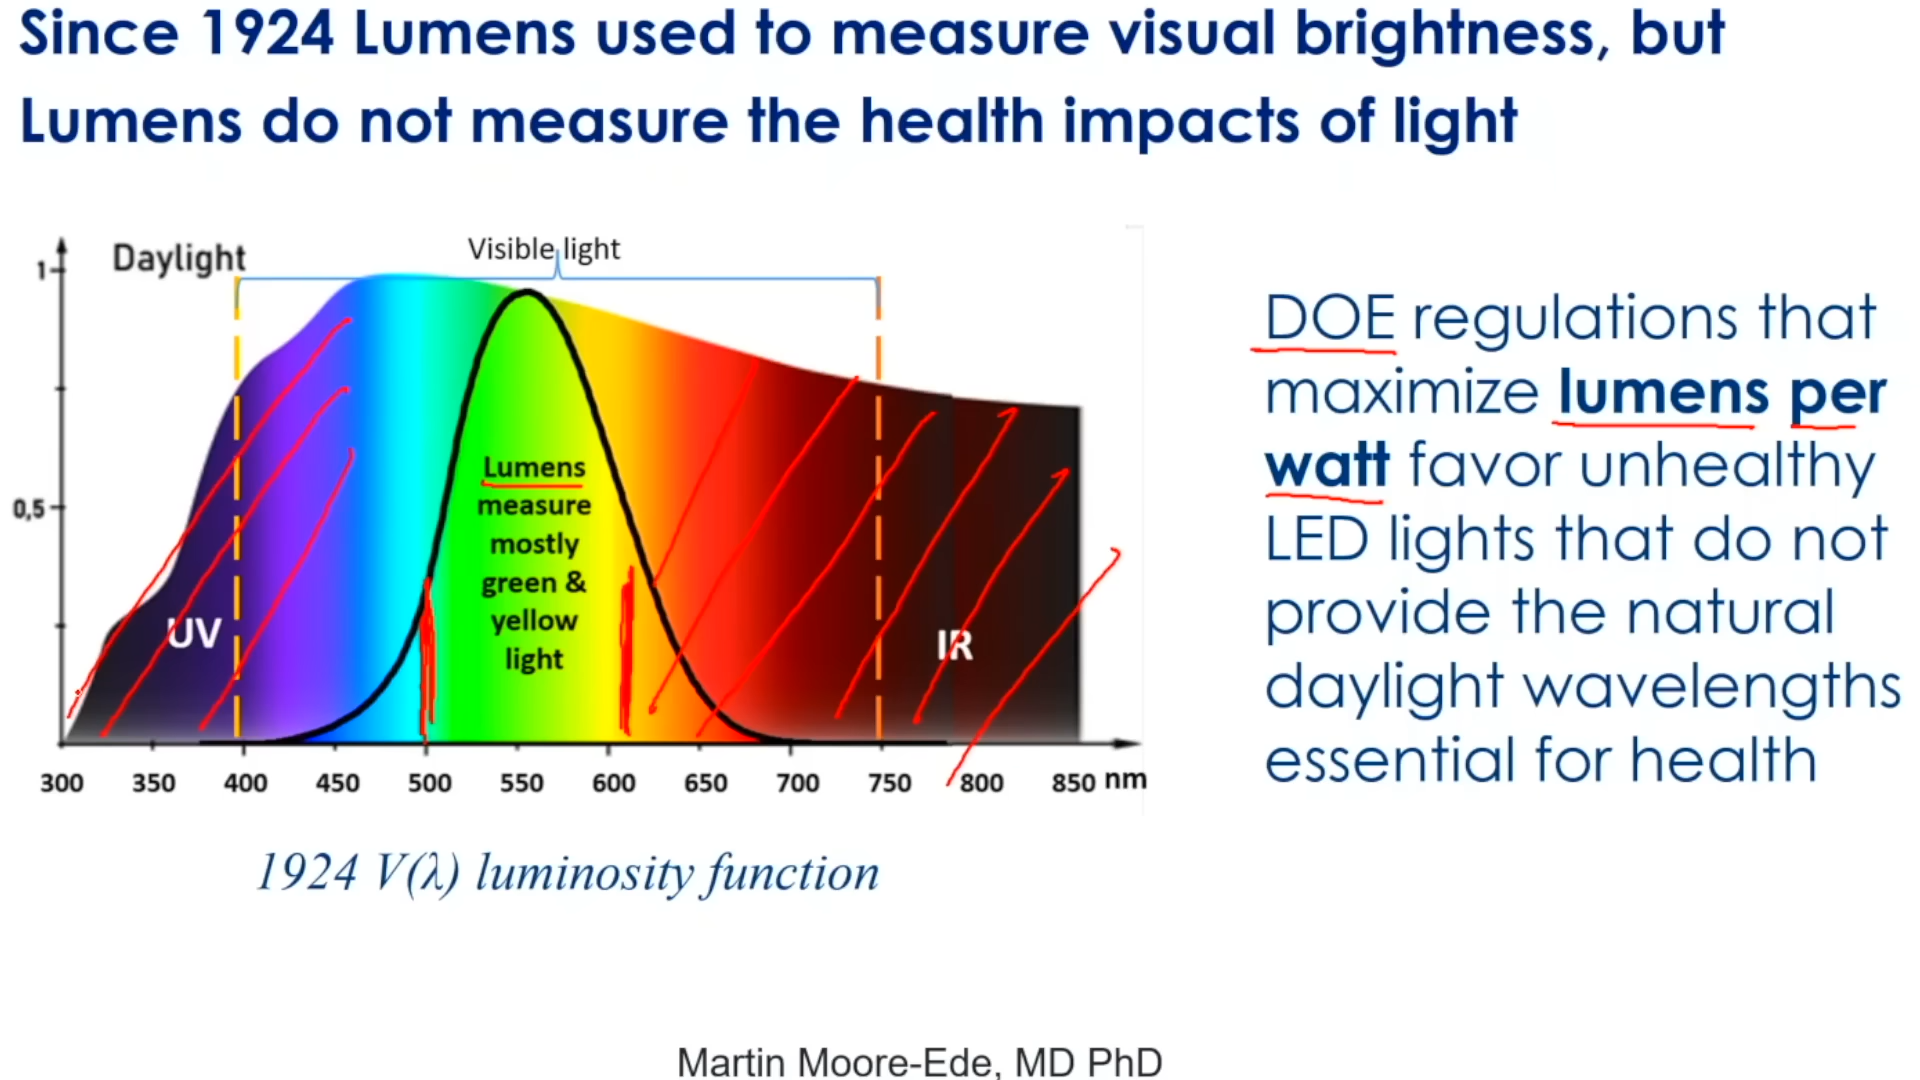 Since 1924 Lumens used to measure visual brightness, but
Lumens do not measure the health impacts of light
Daylight
Visible light
1
0,5
UV
IR
Lumens
measure
mostly
green &
yellow
light
300 350 400 450 500 550 600 650 700 750 800 850 nm
1924 V(λ) luminosity function
DOE regulations that
maximize lumens per
watt favor unhealthy
LED lights that do not
provide the natural
daylight wavelengths
essential for health
Martin Moore-Ede, MD PhD